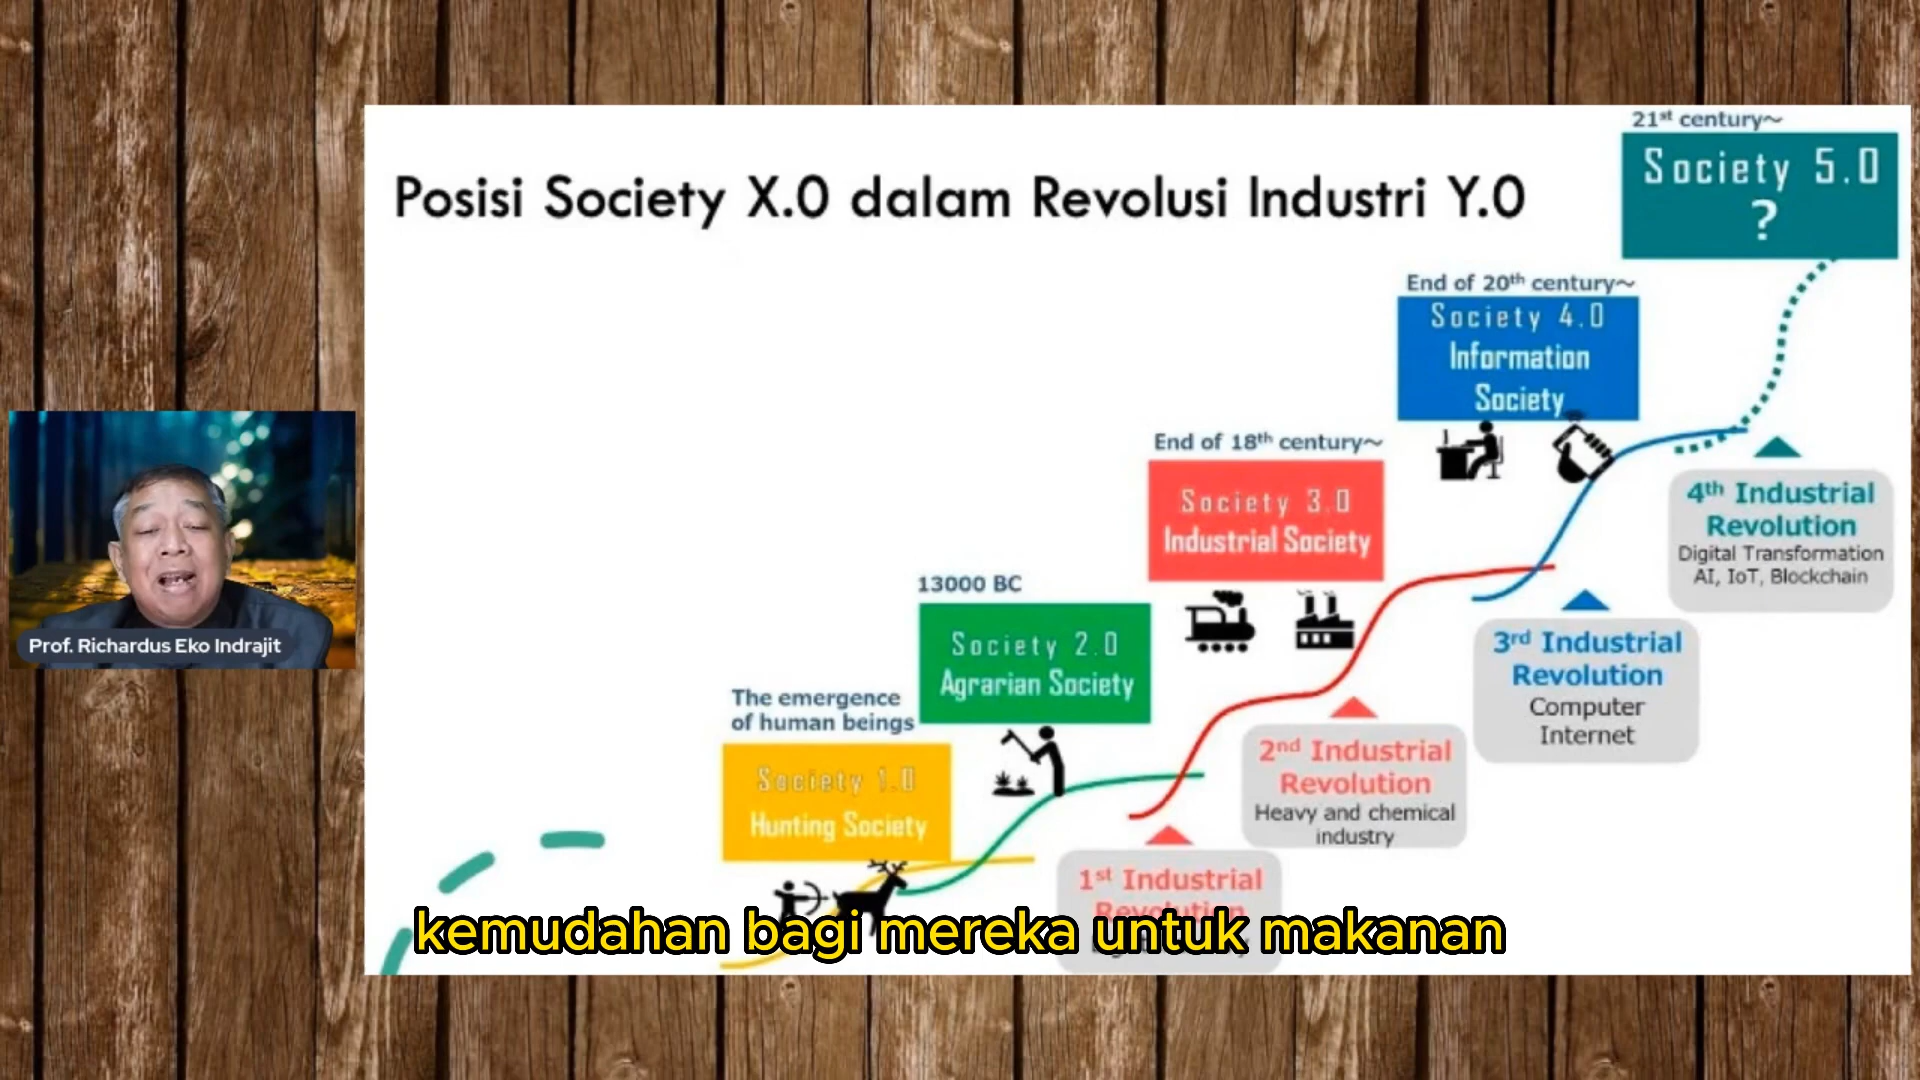 21st century~
Society 5.0
?
Posisi Society X.0 dalam Revolusi Industri Y.0
End of 20th century~
Society 4.0
Information
Society
End of 18th century~
Society 3.0
Industrial Society
4th Industrial
Revolution
Digital Transformation
AI, IoT, Blockchain
13000 BC
Society 2.0
Agrarian Society
3rd Industrial
Revolution
Computer
Internet
The emergence
of human beings
Society 1.0
Hunting Society
2nd Industrial
Revolution
Heavy and chemical
industry
1st Industrial
Revolution
Prof. Richardus Eko Indrajit
kemudahan bagi mereka untuk makanan